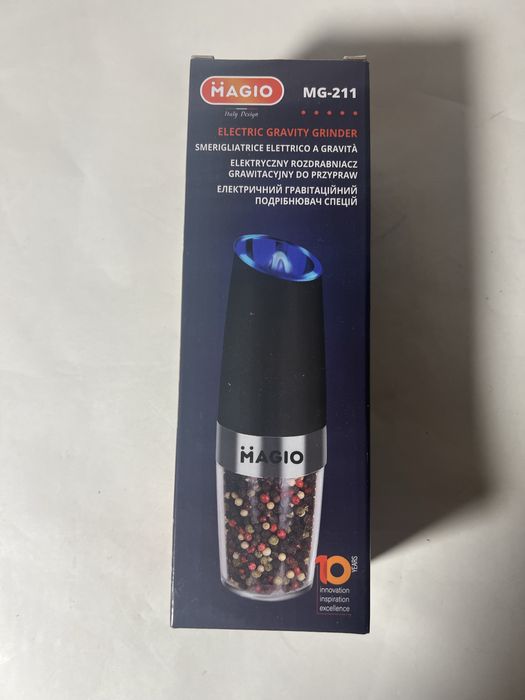 MAGIO
MG-211
Italy Design
ELECTRIC GRAVITY GRINDER
SMERIGLIATRICE ELETTRICO A GRAVITÀ
ELEKTRYCZNY ROZDRABNIACZ
GRAWITACYJNY DO PRZYPRAW
ЕЛЕКТРИЧНИЙ ГРАВІТАЦІЙНИЙ
ПОДРІБНЮВАЧ СПЕЦІЙ
MAGIO
10 YEARS
innovation
inspiration
excellence